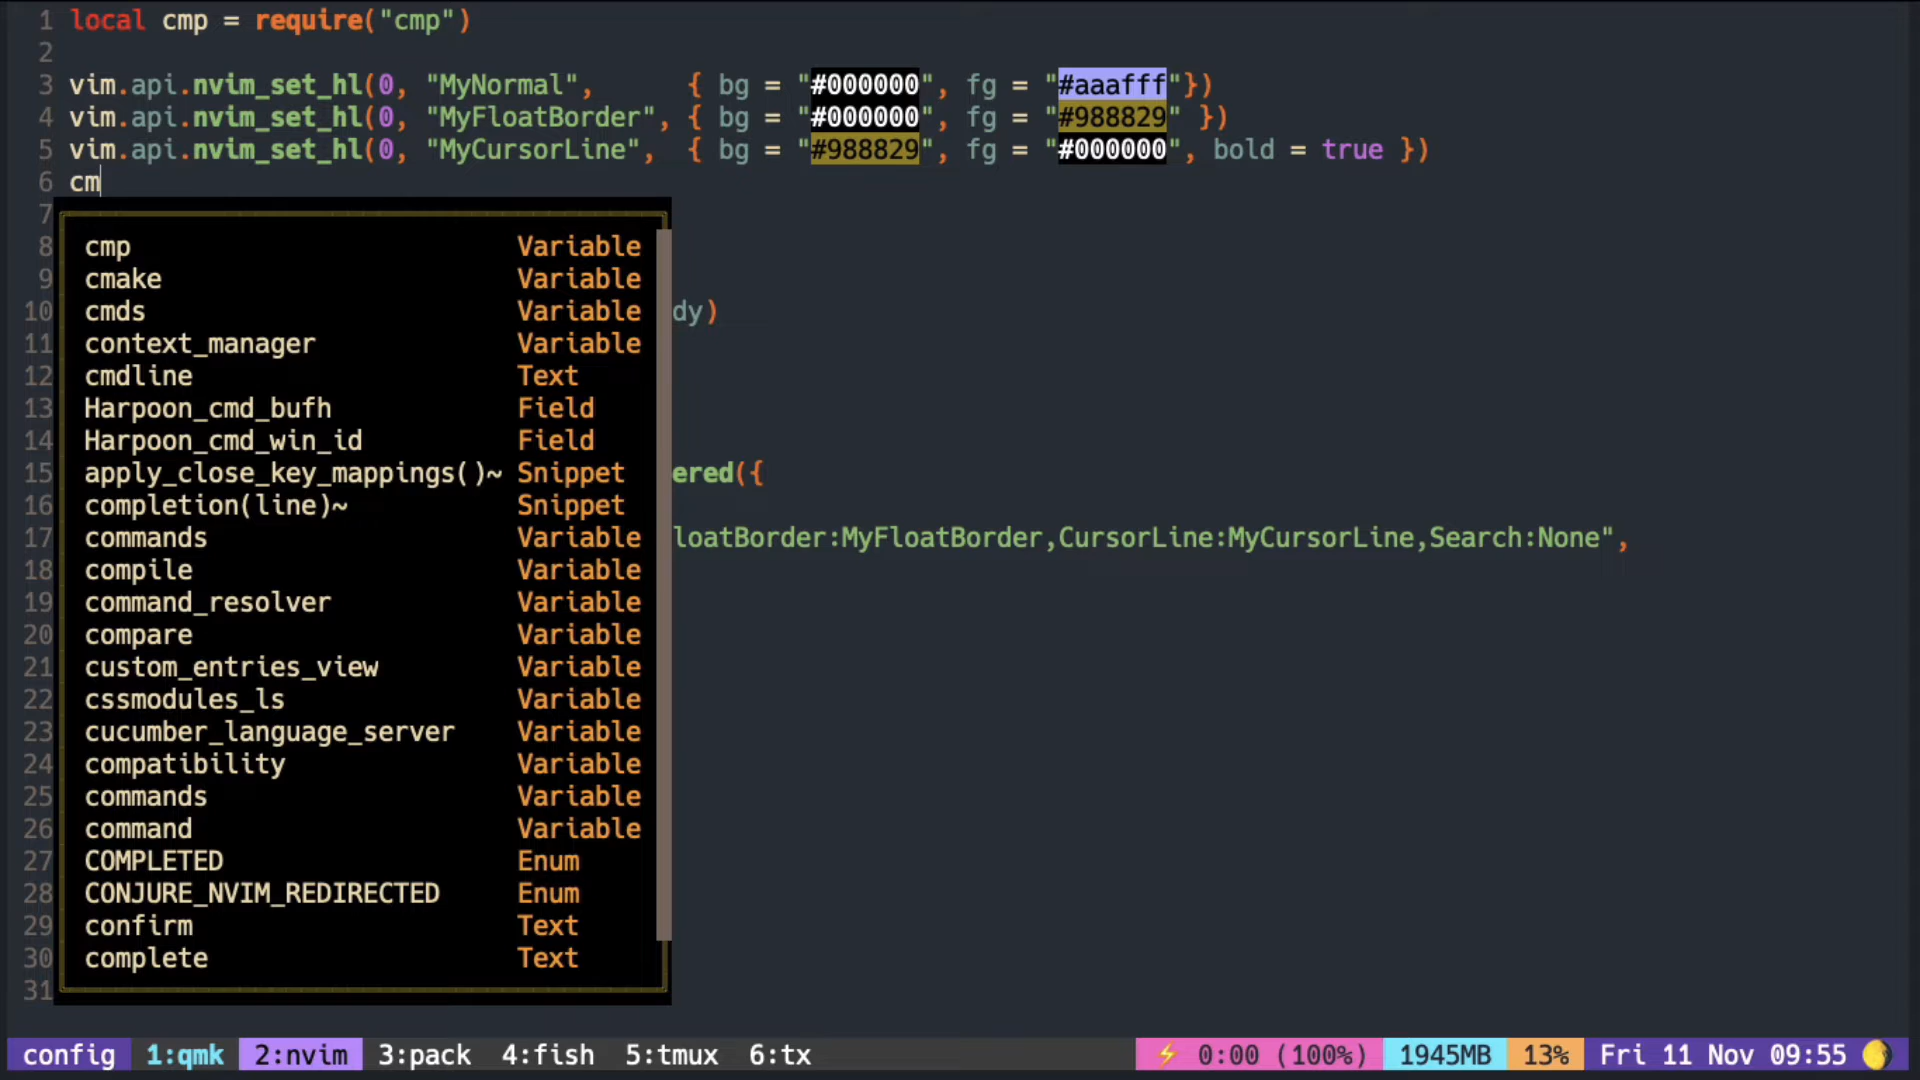 1 local cmp = require("cmp")
2
3 vim.api.nvim_set_hl(0, "MyNormal", { bg = "#000000", fg = "#aaafff"})
4 vim.api.nvim_set_hl(0, "MyFloatBorder", { bg = "#000000", fg = "#988829" })
5 vim.api.nvim_set_hl(0, "MyCursorLine", { bg = "#988829", fg = "#000000", bold = true })
6 cm
7
8 cmp Variable
9 cmake Variable
10 cmds Variable dy)
11 context_manager Variable
12 cmdline Text
13 Harpoon_cmd_bufh Field
14 Harpoon_cmd_win_id Field
15 apply_close_key_mappings()~ Snippet ered({
16 completion(line)~ Snippet
17 commands Variable loatBorder:MyFloatBorder,CursorLine:MyCursorLine,Search:None",
18 compile Variable
19 command_resolver Variable
20 compare Variable
21 custom_entries_view Variable
22 cssmodules_ls Variable
23 cucumber_language_server Variable
24 compatibility Variable
25 commands Variable
26 command Variable
27 COMPLETED Enum
28 CONJURE_NVIM_REDIRECTED Enum
29 confirm Text
30 complete Text
31
config 1:qmk 2:nvim 3:pack 4:fish 5:tmux 6:tx ⚡ 0:00 (100%) 1945MB 13% Fri 11 Nov 09:55